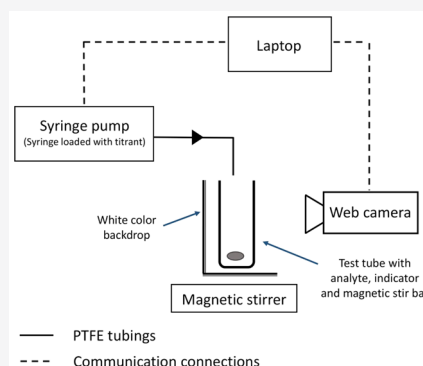 Laptop
Syringe pump
(Syringe loaded with titrant)
White color
backdrop
Web camera
Test tube with
analyte, indicator
and magnetic stir ba
Magnetic stirrer
PTFE tubings
Communication connections